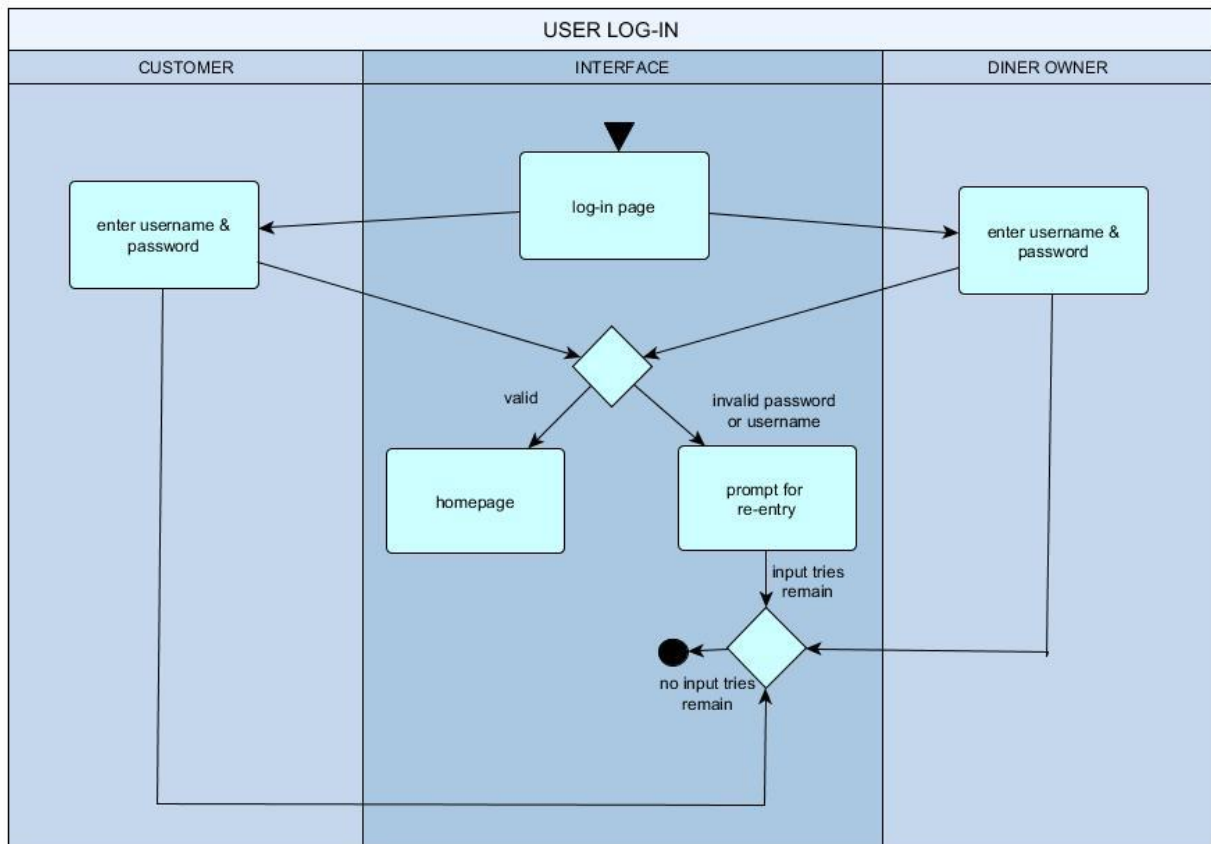 USER LOG-IN
CUSTOMER
INTERFACE
DINER OWNER
enter username &
password
log-in page
enter username &
password
valid
invalid password
or username
homepage
prompt for
re-entry
input tries
remain
no input tries
remain